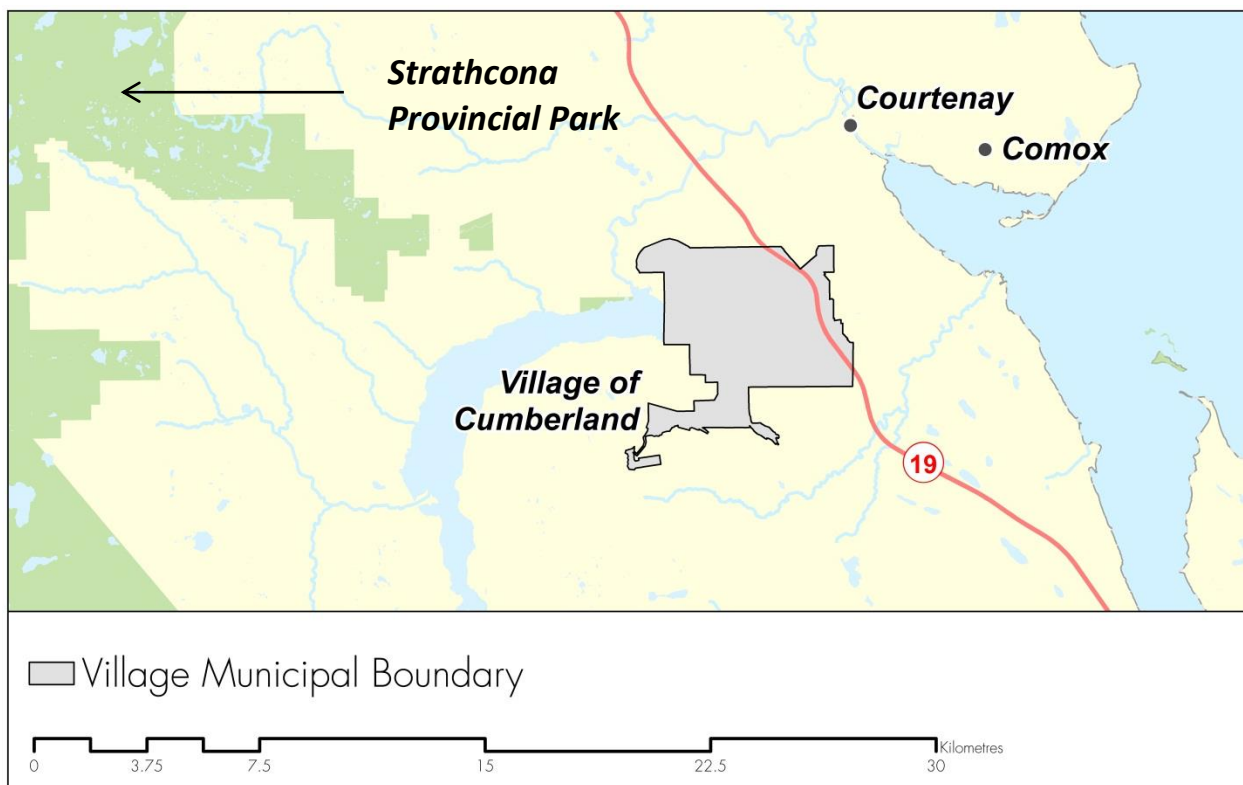 Strathcona
Provincial Park
Courtenay
Comox
Village of
Cumberland
19
Village Municipal Boundary
Kilometres
0 3.75 7.5 15 22.5 30